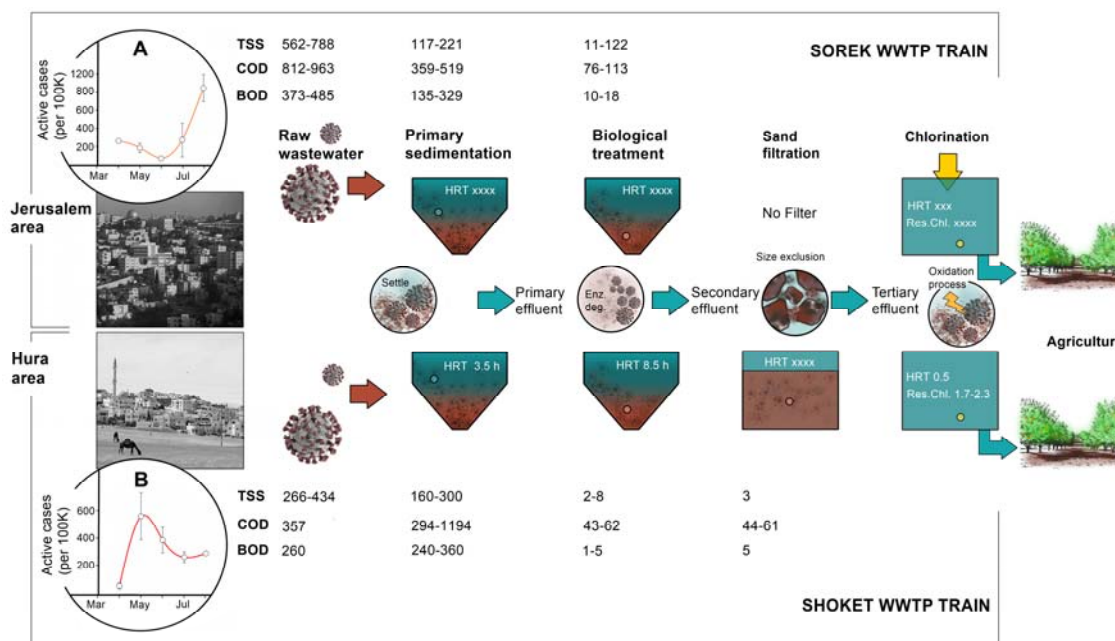 A
Active cases
(per 100K)
1200
1000
800
600
400
200
Mar May Jul
TSS 562-788 117-221 11-122
COD 812-963 359-519 76-113
BOD 373-485 135-329 10-18
SOREK WWTP TRAIN
Raw
wastewater
Primary
sedimentation
Biological
treatment
Sand
filtration
Chlorination
HRT xxxx
HRT xxxx
No Filter
HRT xxx
Res.Chl. xxxx
Jerusalem
area
Settle
Primary
effluent
Enz.
deg.
Secondary
effluent
Size exclusion
Tertiary
effluent
Oxidation
process
Hura
area
HRT 3.5 h
HRT 8.5 h
HRT xxxx
HRT 0.5
Res.Chl. 1.7-2.3
Agricultur
B
Active cases
(per 100K)
600
400
200
Mar May Jul
TSS 266-434 160-300 2-8 3
COD 357 294-1194 43-62 44-61
BOD 260 240-360 1-5 5
SHOKET WWTP TRAIN